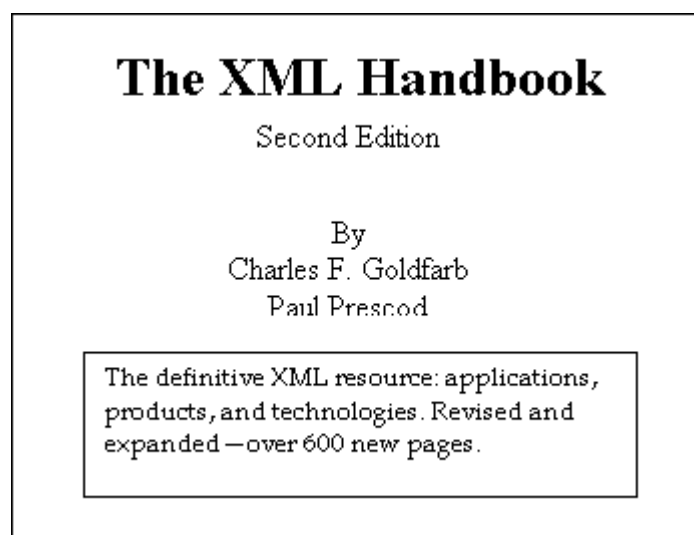 The XML Handbook
Second Edition
By
Charles F. Goldfarb
Paul Prescod
The definitive XML resource: applications,
products, and technologies. Revised and
expanded—over 600 new pages.